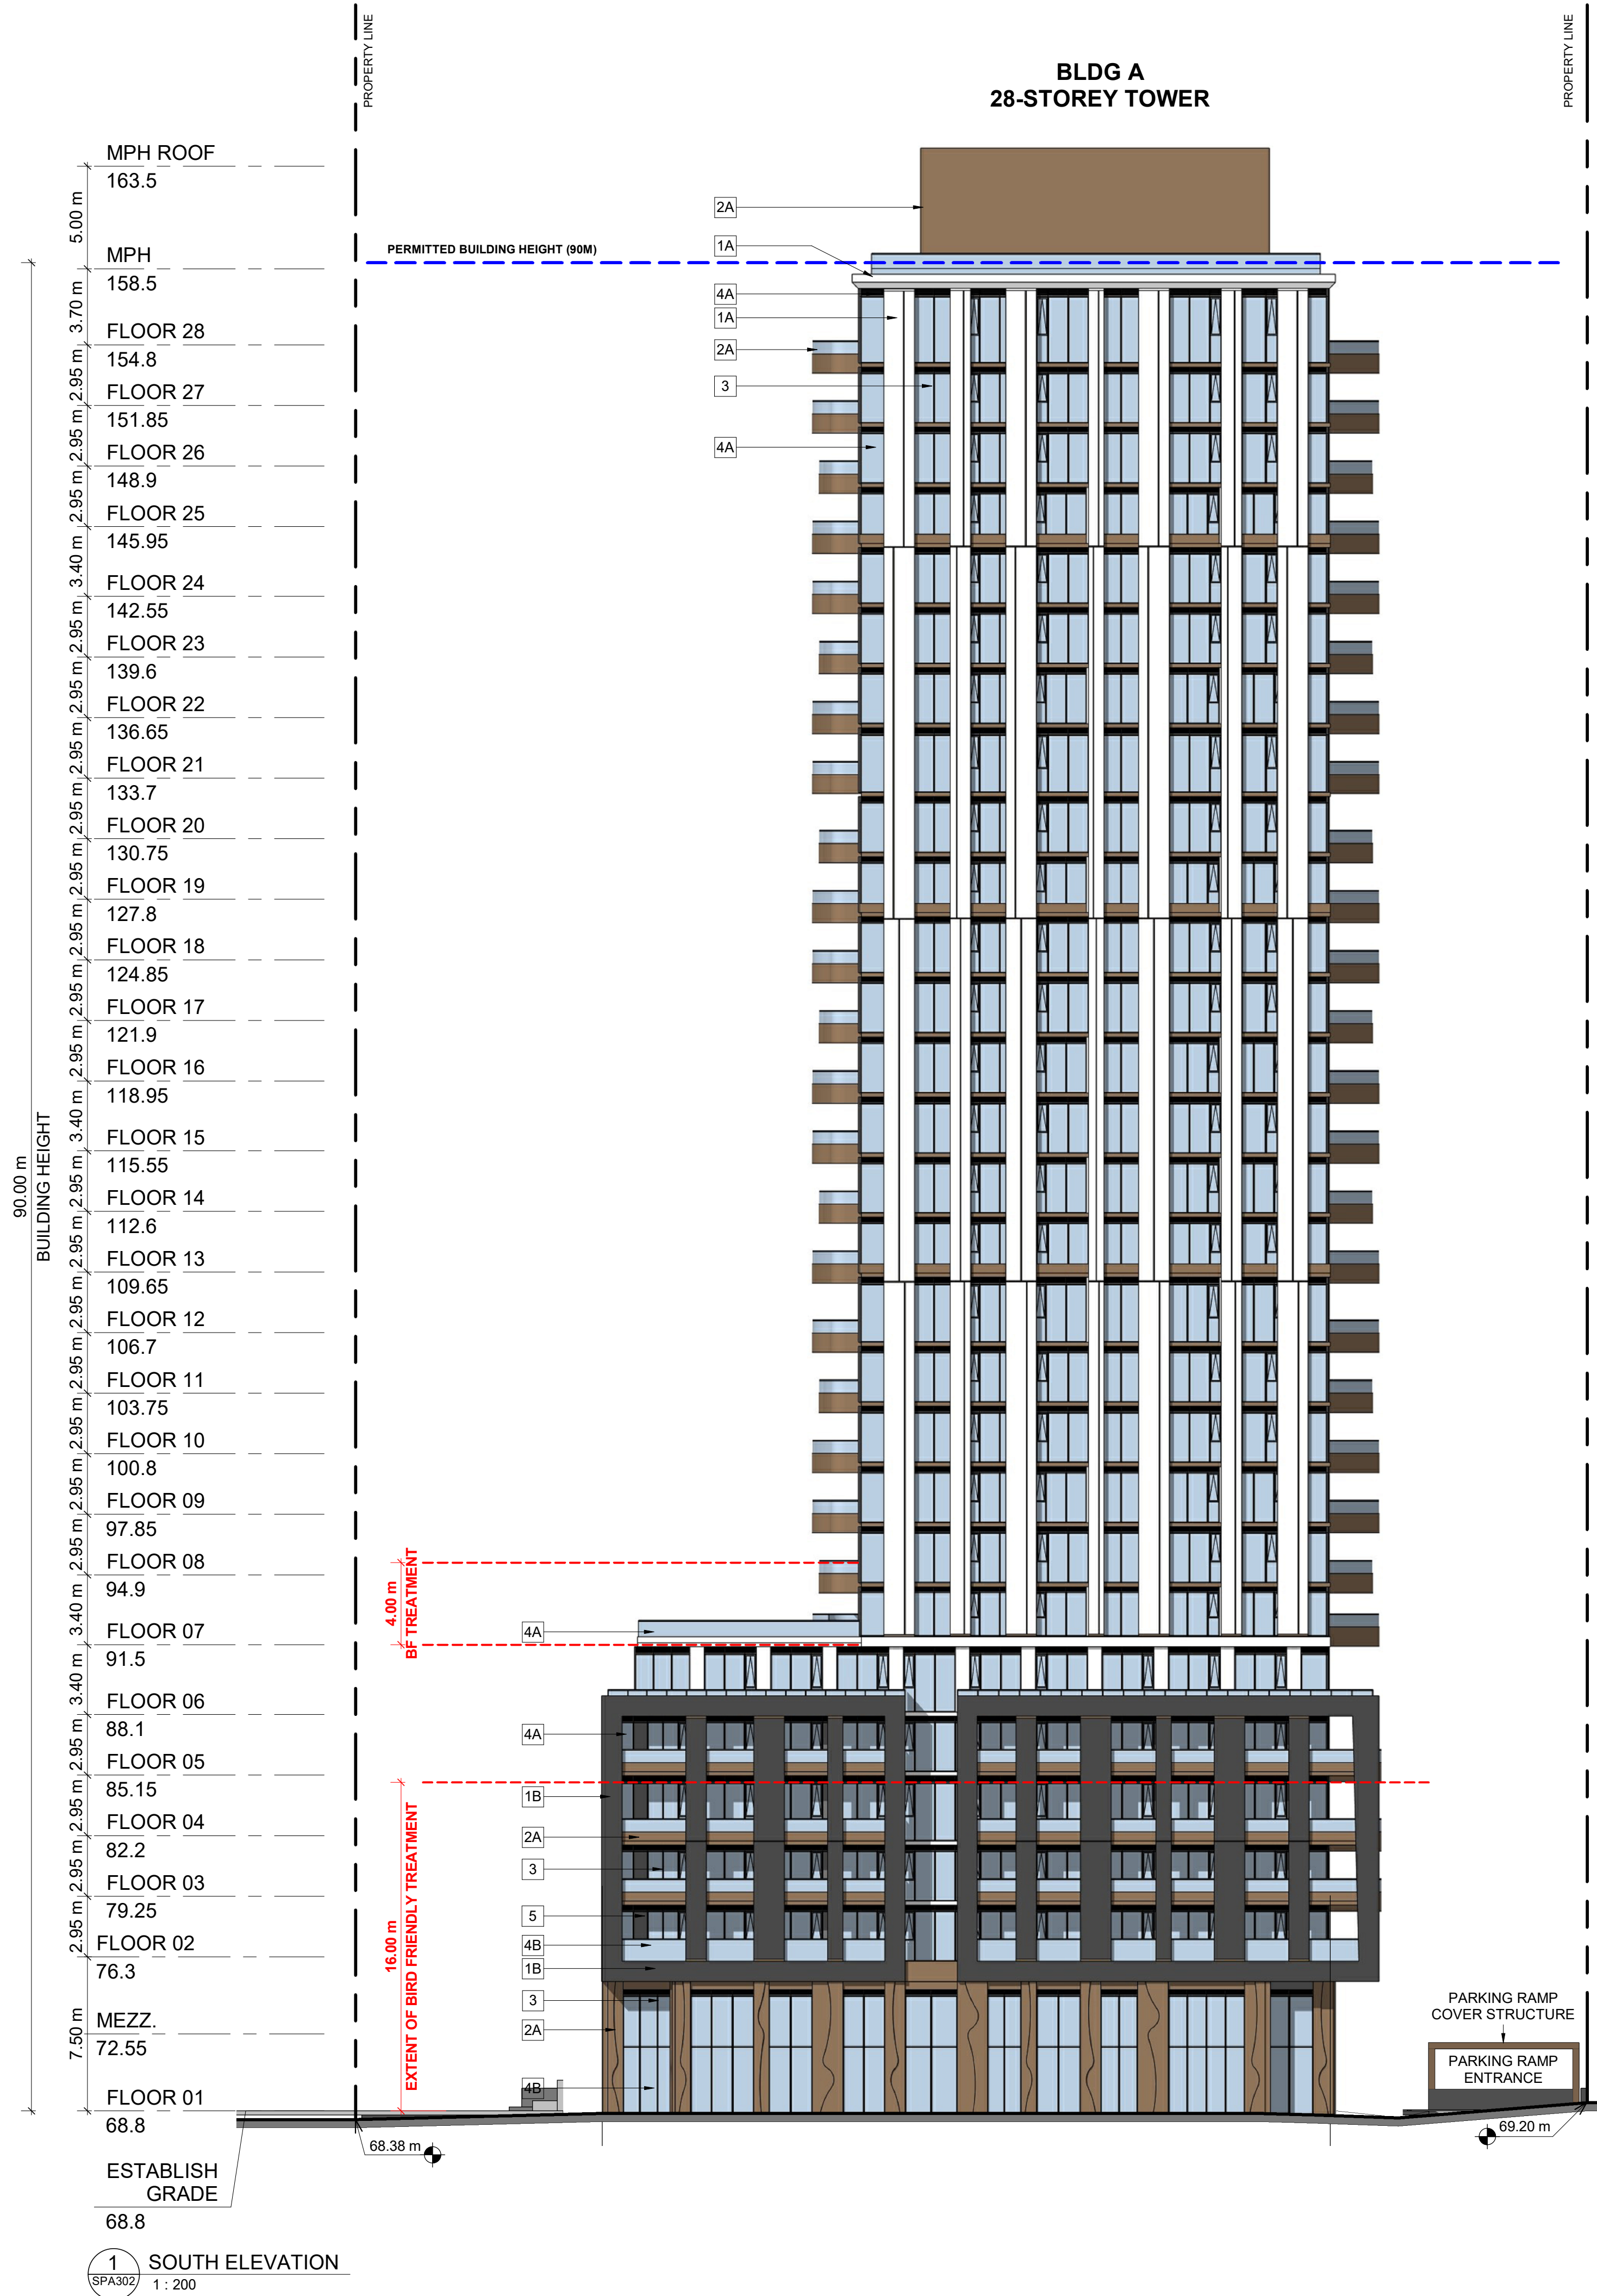 PROPERTY LINE
PROPERTY LINE
BLDG A
28-STOREY TOWER
MPH ROOF
163.5
5.00 m
2A
1A
PERMITTED BUILDING HEIGHT (90M)
MPH
158.5
3.70 m
4A
1A
FLOOR 28
154.8
2A
2.95 m
3
FLOOR 27
151.85
2.95 m
4A
FLOOR 26
148.9
2.95 m
FLOOR 25
145.95
3.40 m
FLOOR 24
142.55
2.95 m
FLOOR 23
139.6
2.95 m
FLOOR 22
136.65
2.95 m
FLOOR 21
133.7
2.95 m
FLOOR 20
130.75
2.95 m
FLOOR 19
127.8
2.95 m
FLOOR 18
124.85
2.95 m
FLOOR 17
121.9
2.95 m
FLOOR 16
118.95
3.40 m
FLOOR 15
115.55
90.00 m
BUILDING HEIGHT
2.95 m
FLOOR 14
112.6
2.95 m
FLOOR 13
109.65
2.95 m
FLOOR 12
106.7
2.95 m
FLOOR 11
103.75
2.95 m
FLOOR 10
100.8
2.95 m
FLOOR 09
97.85
2.95 m
FLOOR 08
94.9
4.00 m
BF TREATMENT
3.40 m
FLOOR 07
4A
91.5
3.40 m
FLOOR 06
88.1
4A
2.95 m
FLOOR 05
85.15
1B
2.95 m
FLOOR 04
82.2
2A
2.95 m
3
FLOOR 03
79.25
5
2.95 m
FLOOR 02
4B
76.3
1B
16.00 m
EXTENT OF BIRD FRIENDLY TREATMENT
3
MEZZ.
72.55
2A
7.50 m
PARKING RAMP
COVER STRUCTURE
PARKING RAMP
ENTRANCE
4B
FLOOR 01
68.8
68.38 m
69.20 m
ESTABLISH
GRADE
68.8
1
SPA302
SOUTH ELEVATION
1 : 200